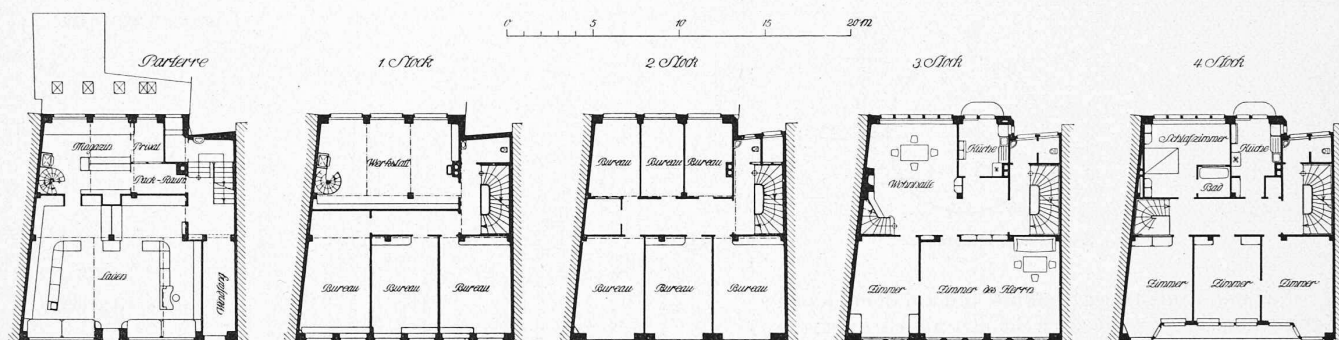 0 5 10 15 20 m
Parterre
1. Stock
2. Stock
3. Stock
4. Stock
Magazin
Privat
Pack-Raum
Laden
Werkstatt
Bureau Bureau Bureau
Bureau Bureau Bureau
Bureau Bureau Bureau
Wohnhalle
Küche
Zimmer
Zimmer des Herrn
Schlafzimmer
Küche
Bad
Zimmer Zimmer Zimmer